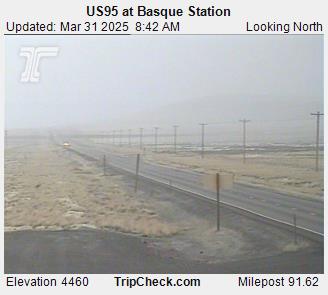 US95 at Basque Station
Updated: Mar 31 2025 8:42 AM Looking North
Elevation 4460 TripCheck.com Milepost 91.62